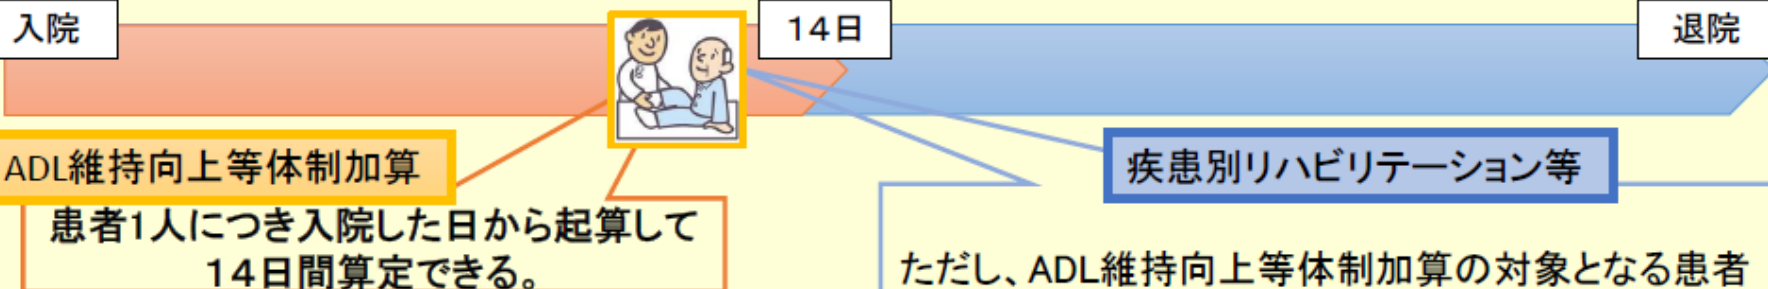 入院
14日
退院
ADL維持向上等体制加算
患者1人につき入院した日から起算して
14日間算定できる。
疾患別リハビリテーション等
ただし、ADL維持向上等体制加算の対象となる患者